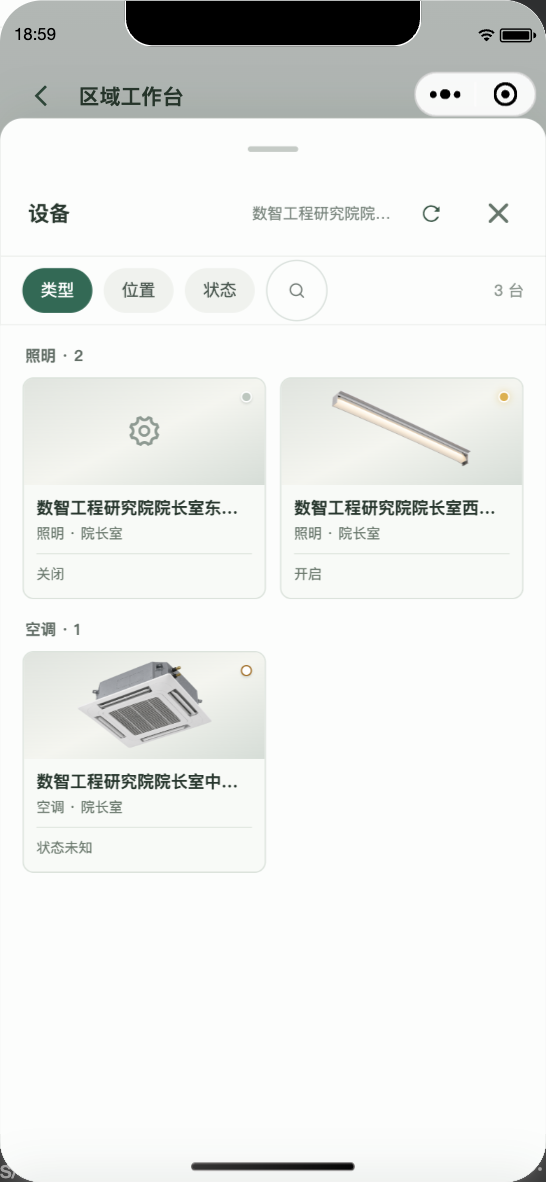 18:59
区域工作台
设备
数智工程研究院院...
类型
位置
状态
3 台
照明 · 2
数智工程研究院院长室东...
照明 · 院长室
关闭
数智工程研究院院长室西...
照明 · 院长室
开启
空调 · 1
数智工程研究院院长室中...
空调 · 院长室
状态未知